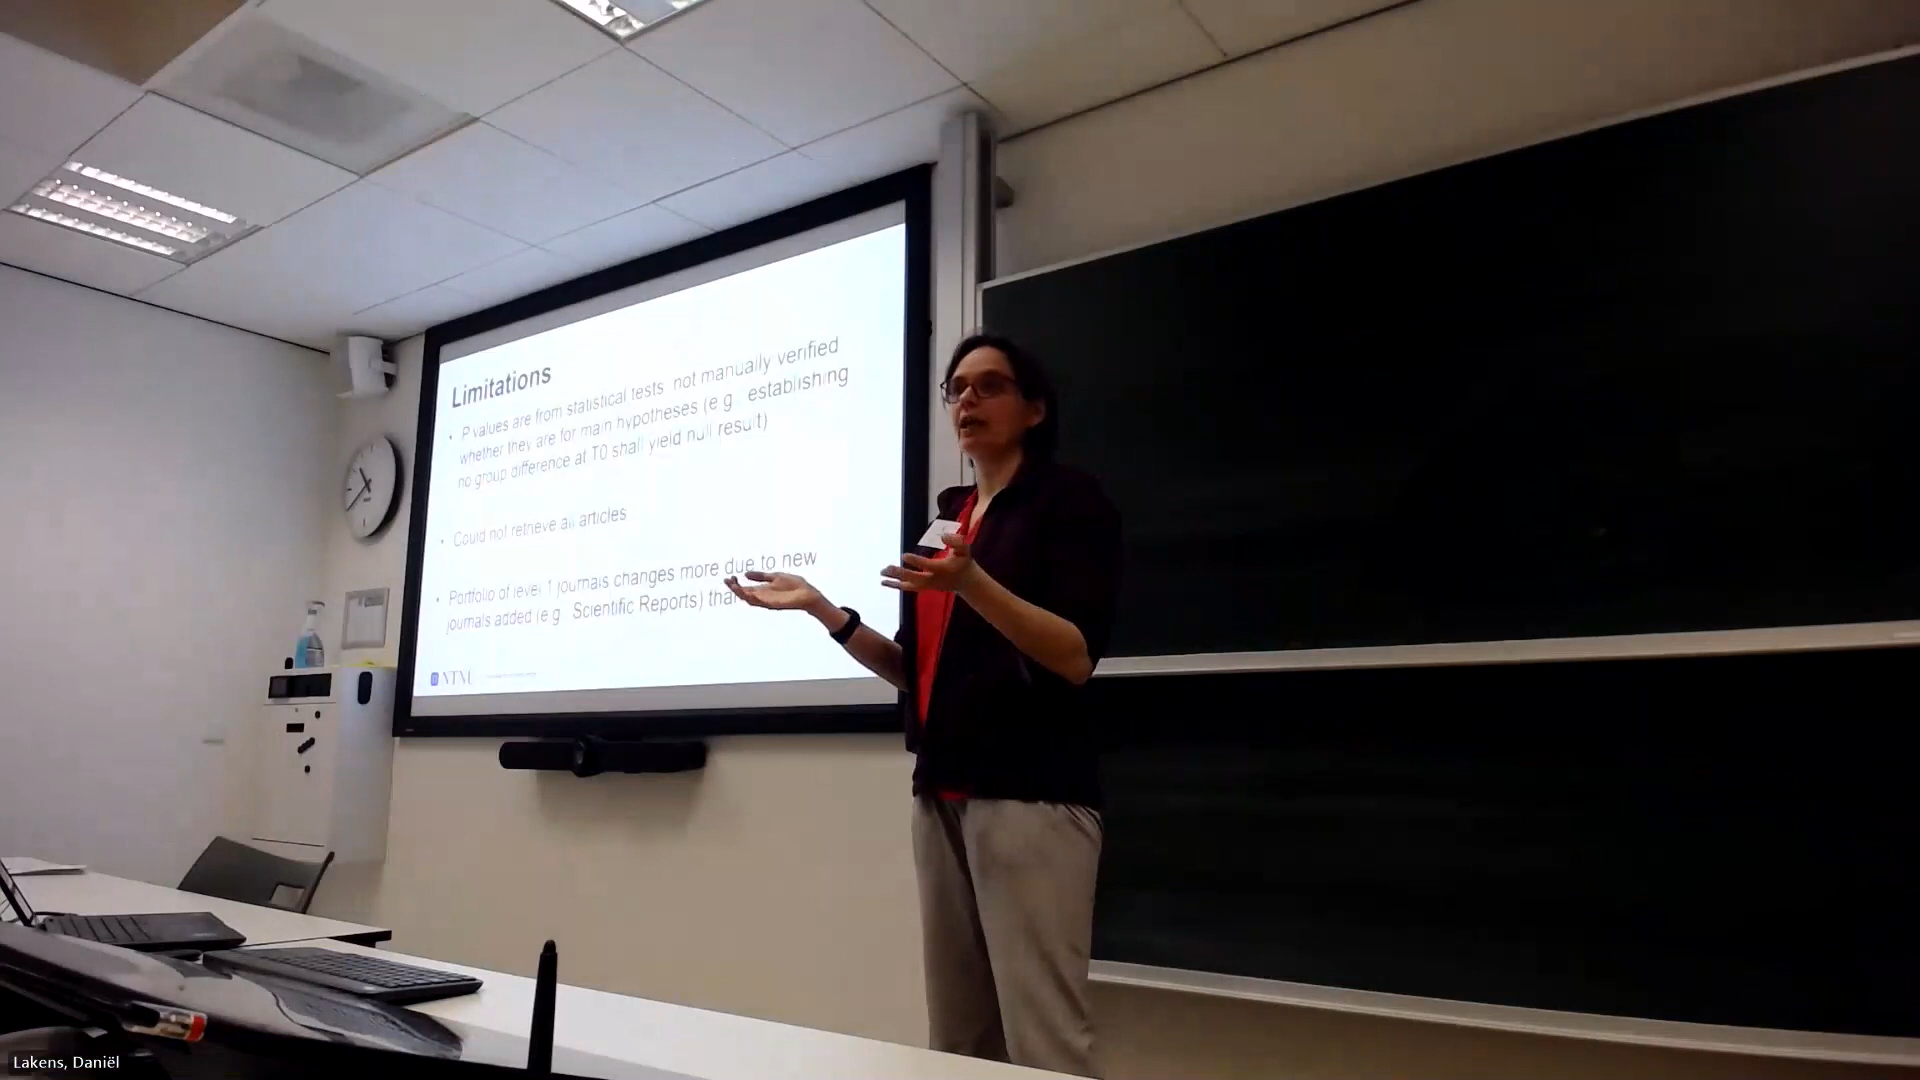 Limitations
• P values are from statistical tests, not manually verified
whether they are for main hypotheses (e.g. establishing
no group difference at T0 shall yield null result)
• Could not retrieve all articles
• Portfolio of level 1 journals changes more due to new
journals added (e.g. Scientific Reports) than
NTNU
Lakens, Daniël